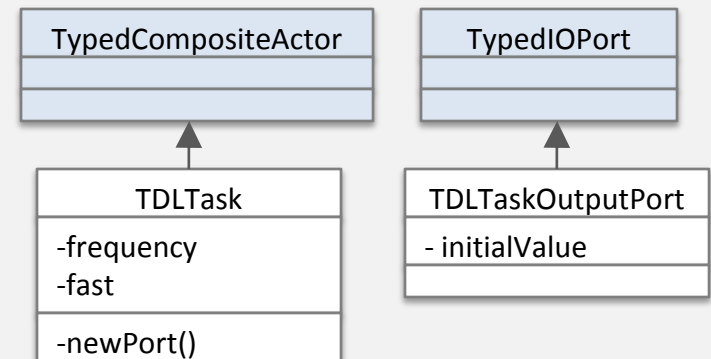 TypedCompositeActor
TypedIOPort
TDLTask
-frequency
-fast
-newPort()
TDLTaskOutputPort
- initialValue